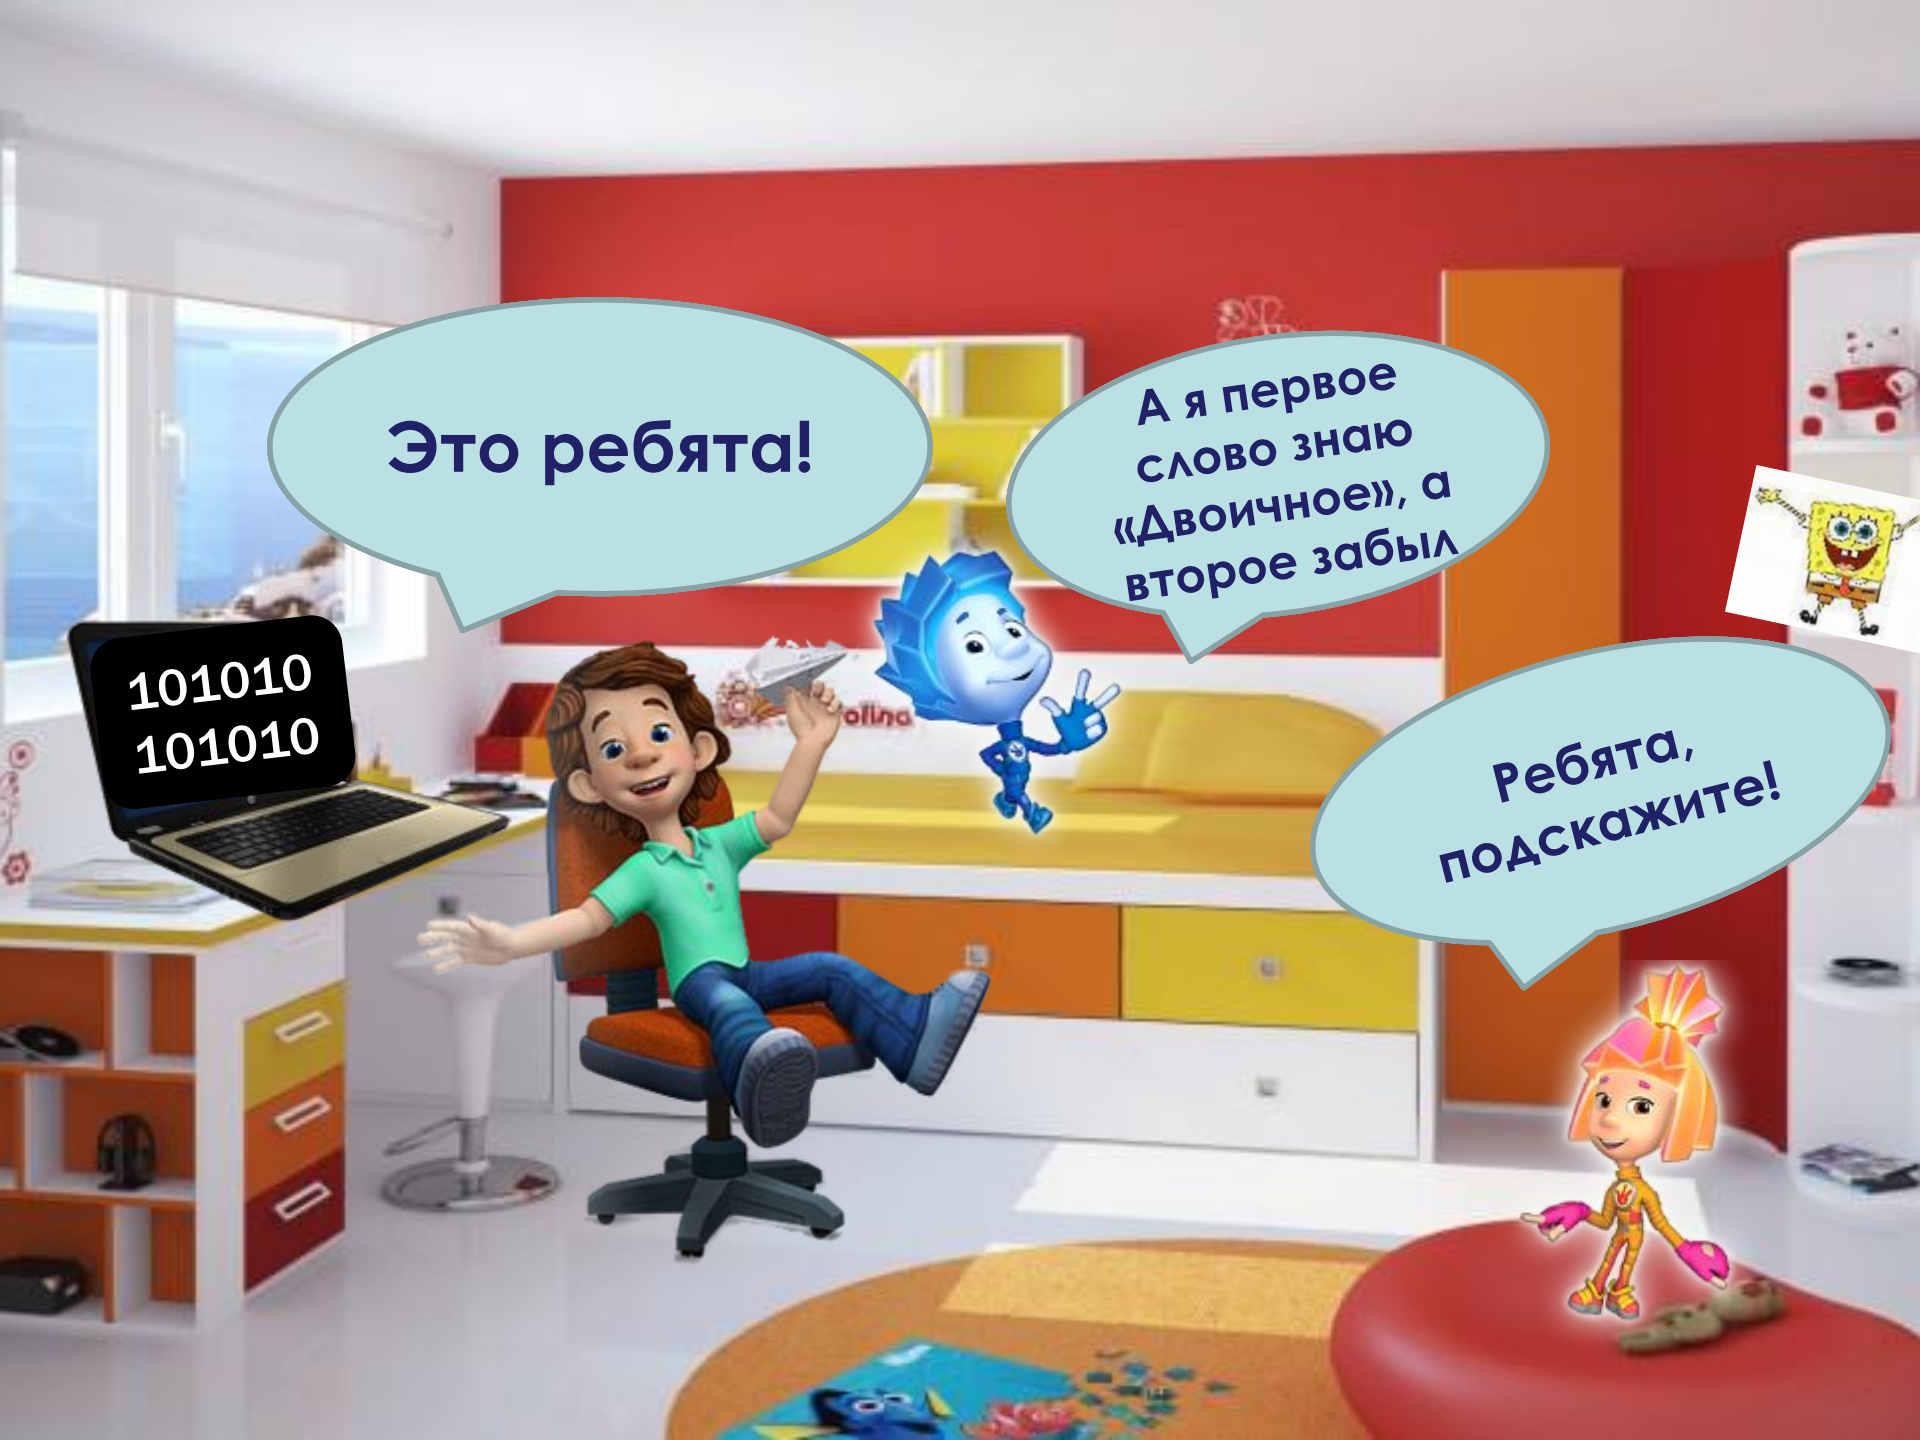 Это ребята!
А я первое
слово знаю
«Двоичное», а
второе забыл
101010
101010
Ребята,
подскажите!